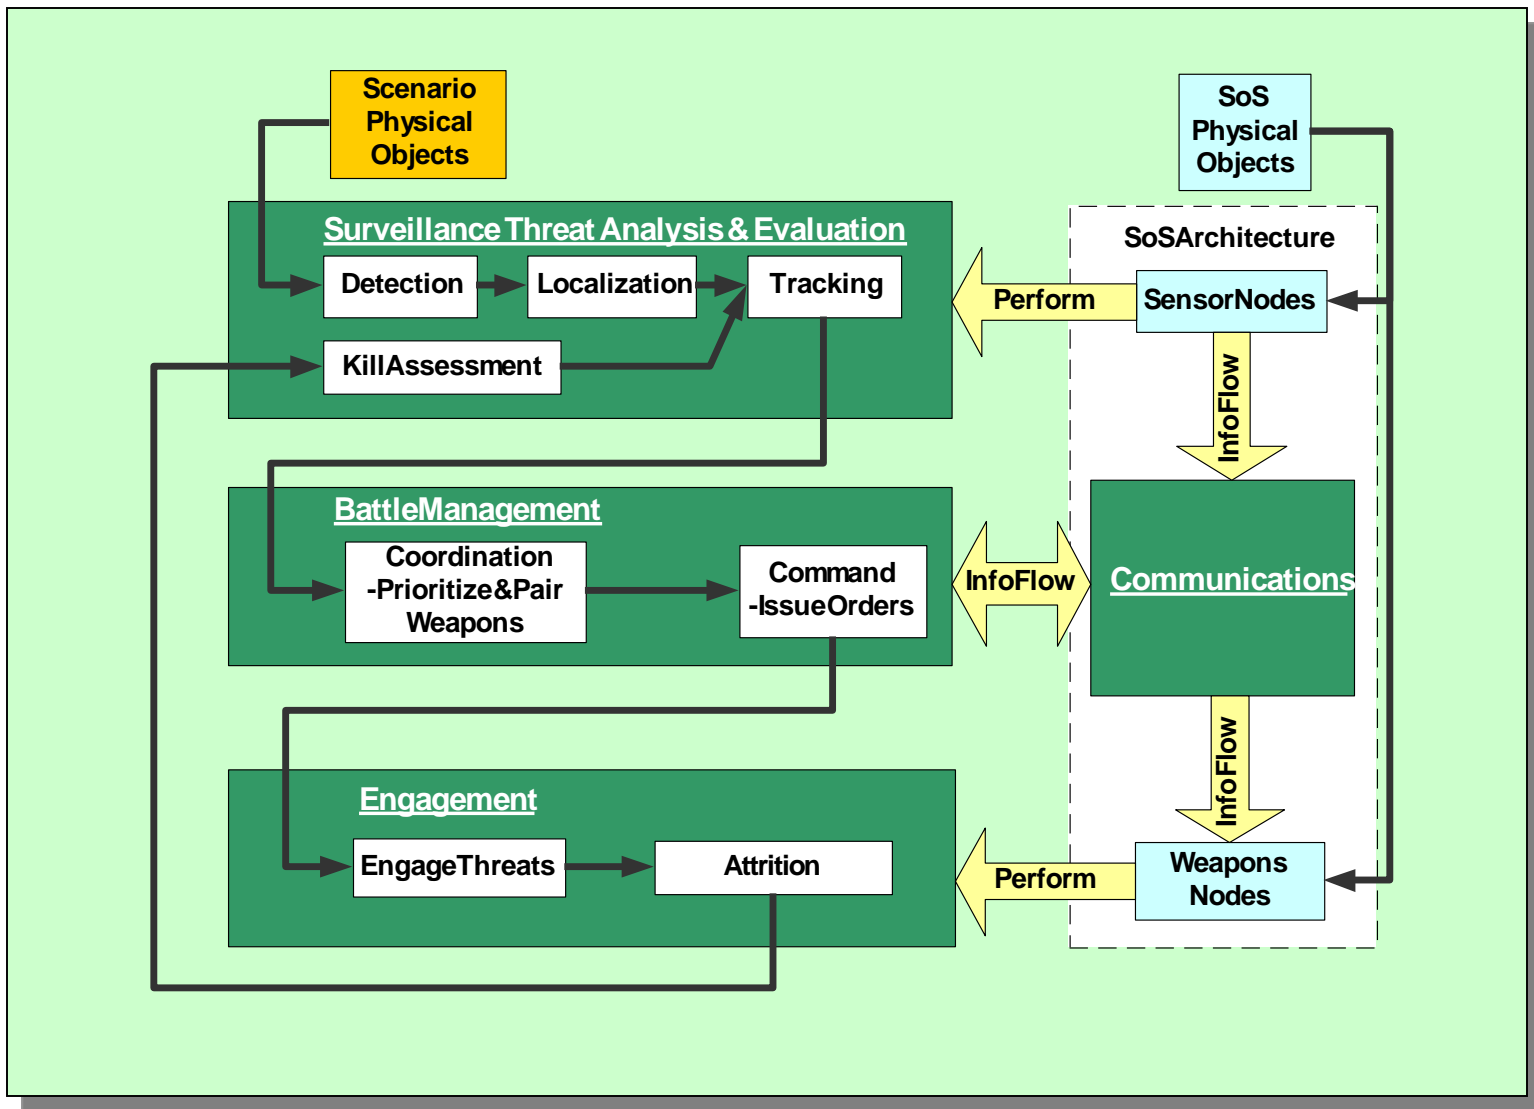 Scenario
Physical
Objects
SoS
Physical
Objects
Surveillance Threat Analysis & Evaluation
SoSArchitecture
Detection
Localization
Tracking
Perform
SensorNodes
KillAssessment
InfoFlow
BattleManagement
Coordination
-Prioritize&Pair
Weapons
Command
-IssueOrders
InfoFlow
Communications
InfoFlow
Engagement
EngageThreats
Attrition
Perform
Weapons
Nodes